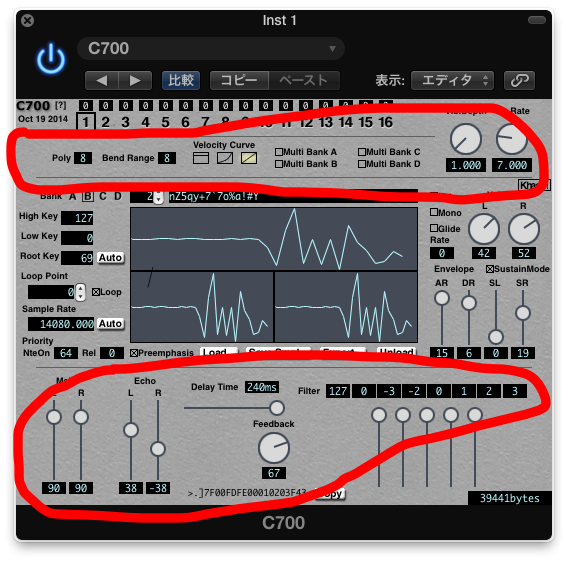 Inst 1
C700
比較 コピー ペースト 表示: エディタ
C700 [?] 0 0 0 0 0 0 0 0 0 0 0 0 0 0 0 0
Oct 19 2014 1 2 3 4 5 6 7 8 9 10 11 12 13 14 15 16
Rate
Velocity Curve
Poly 8 Bend Range 8 Multi Bank A Multi Bank C
Multi Bank B Multi Bank D
1.000 7.000
Bank A B C D
High Key 127
Low Key 0
Root Key 69 Auto
Mono L R
Glide
Rate
0 42 52
Loop Point
0 Loop
Sample Rate
14080.000 Auto
Priority
NteOn 64 Rel 0 Preemphasis Load... Upload
Envelope SustainMode
AR DR SL SR
15 6 0 19
Echo
R L R
Delay Time 240ms
Filter 127 0 -3 -2 0 1 2 3
Feedback
67
90 90 38 -38
39441bytes
C700